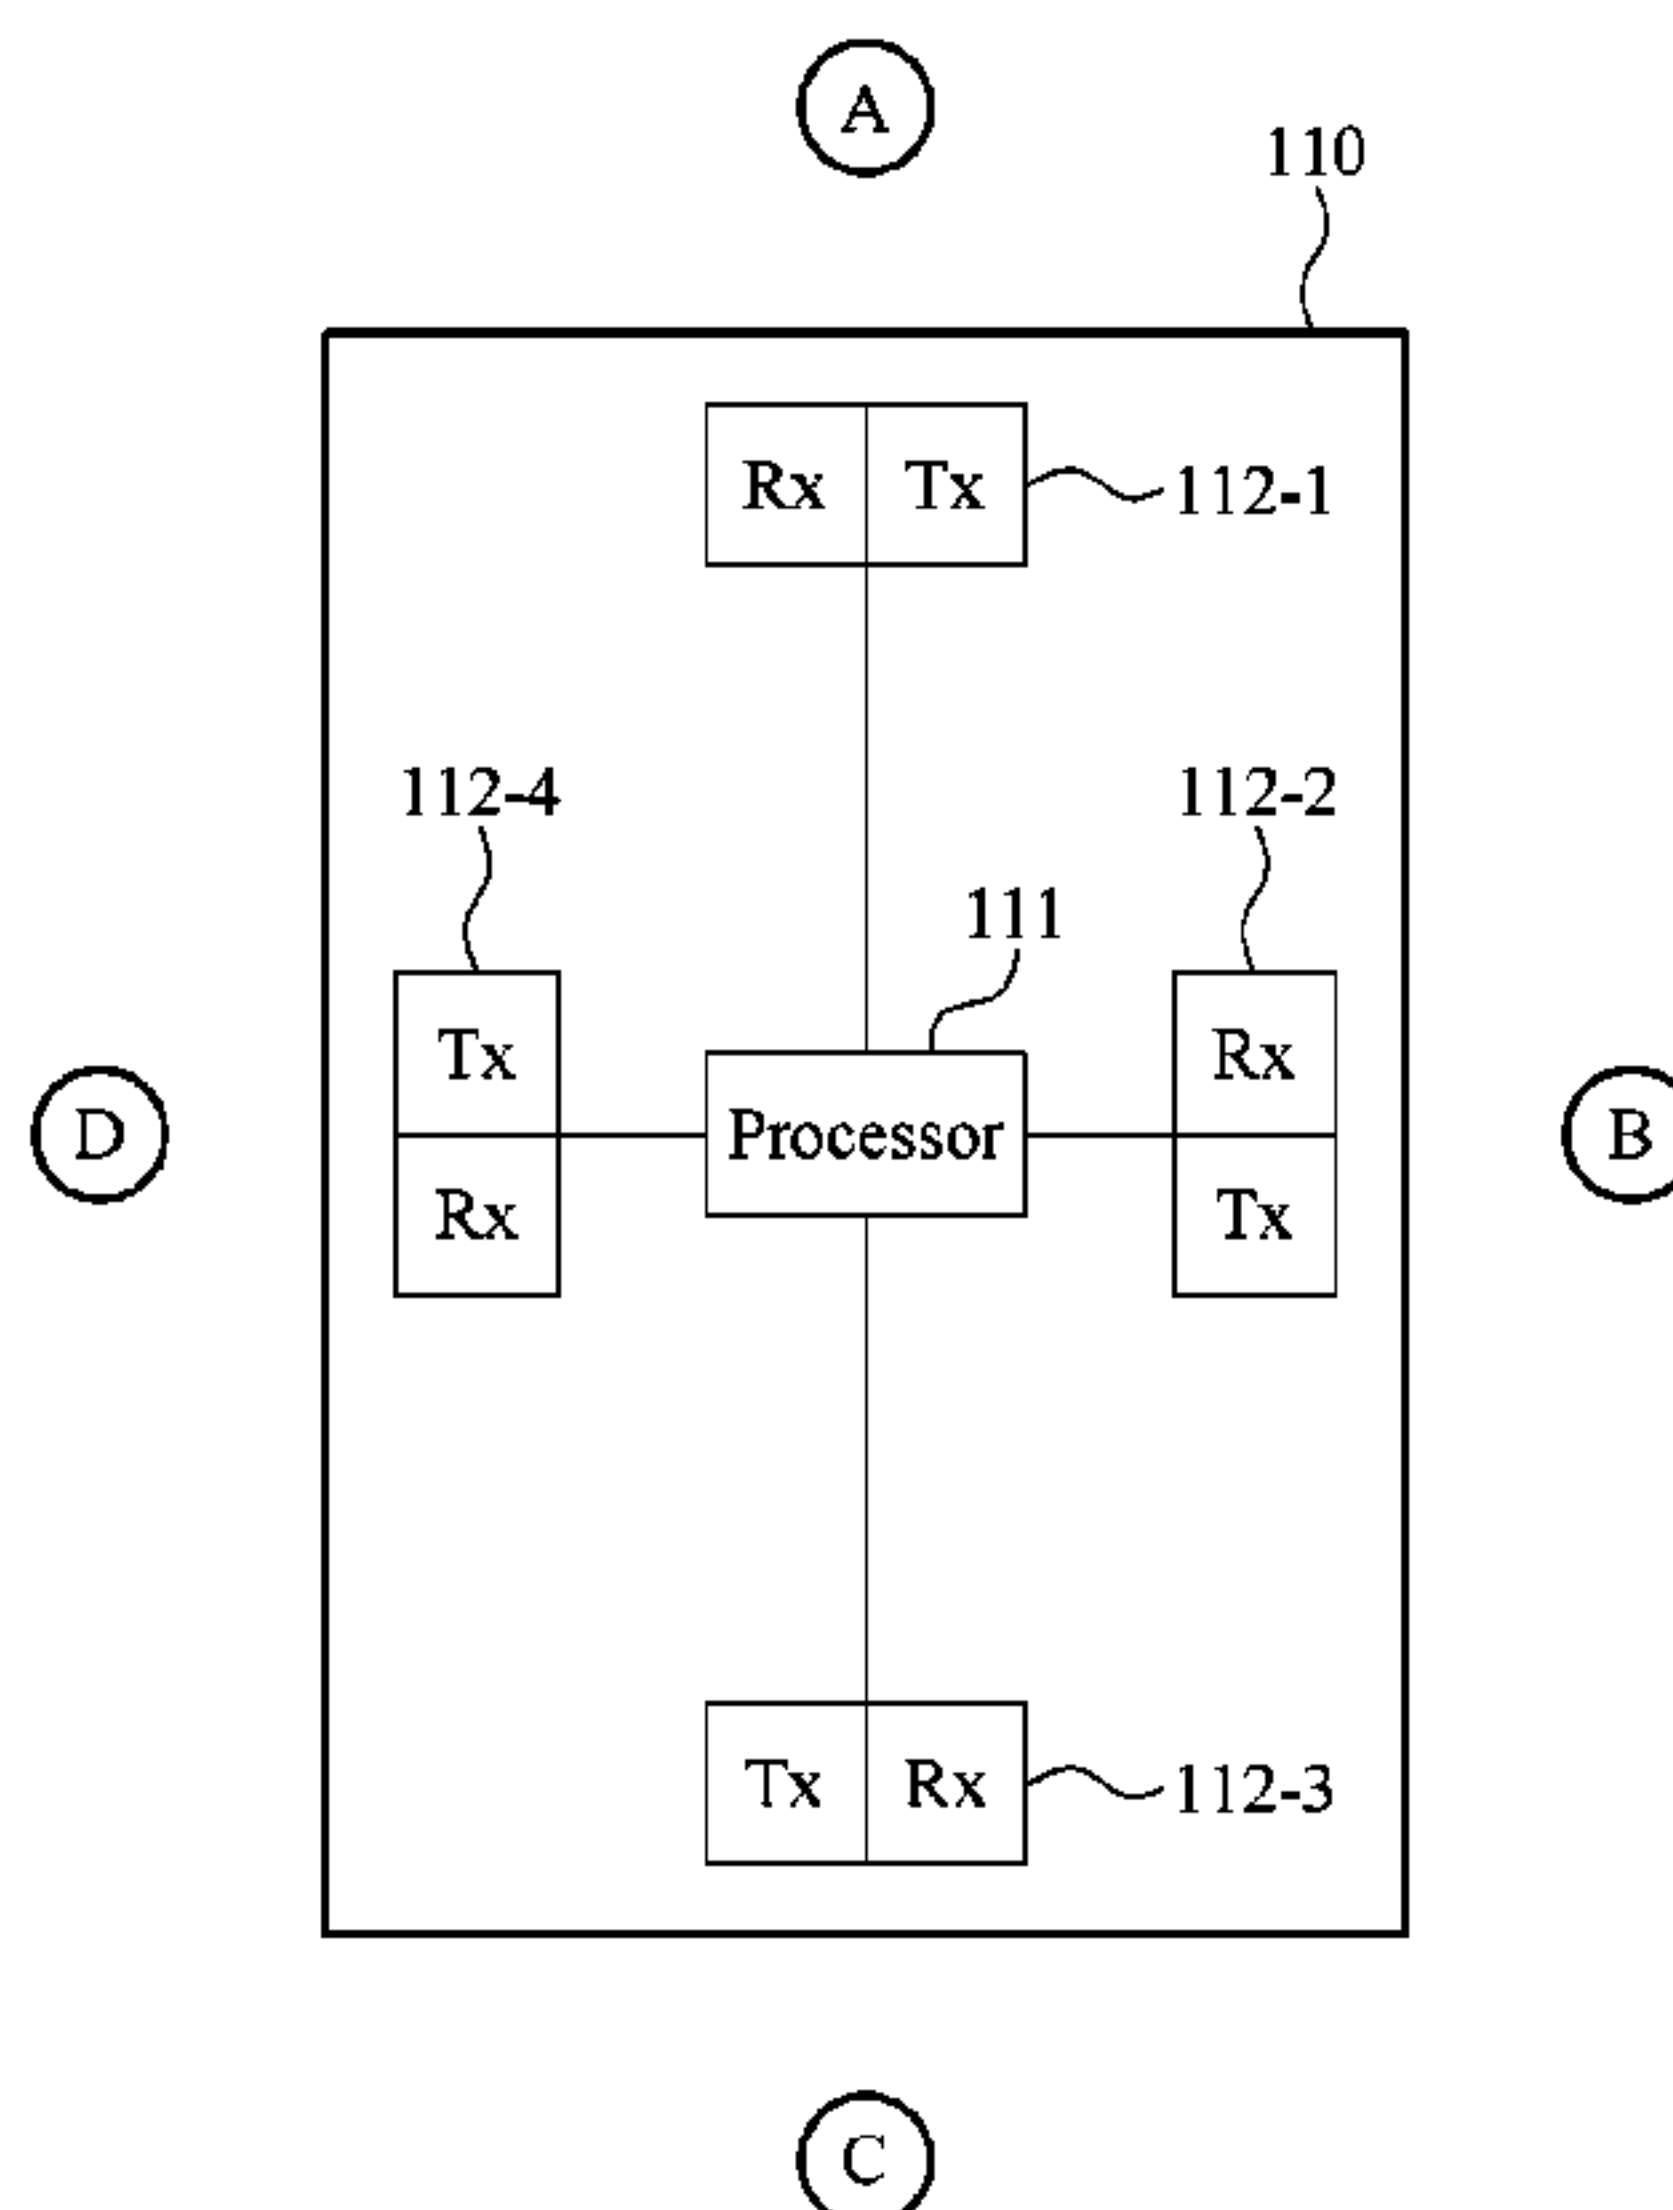 A
110
Rx Tx 112-1
112-4 112-2
111
Tx Rx
D Processor B
Rx Tx
Tx Rx 112-3
C